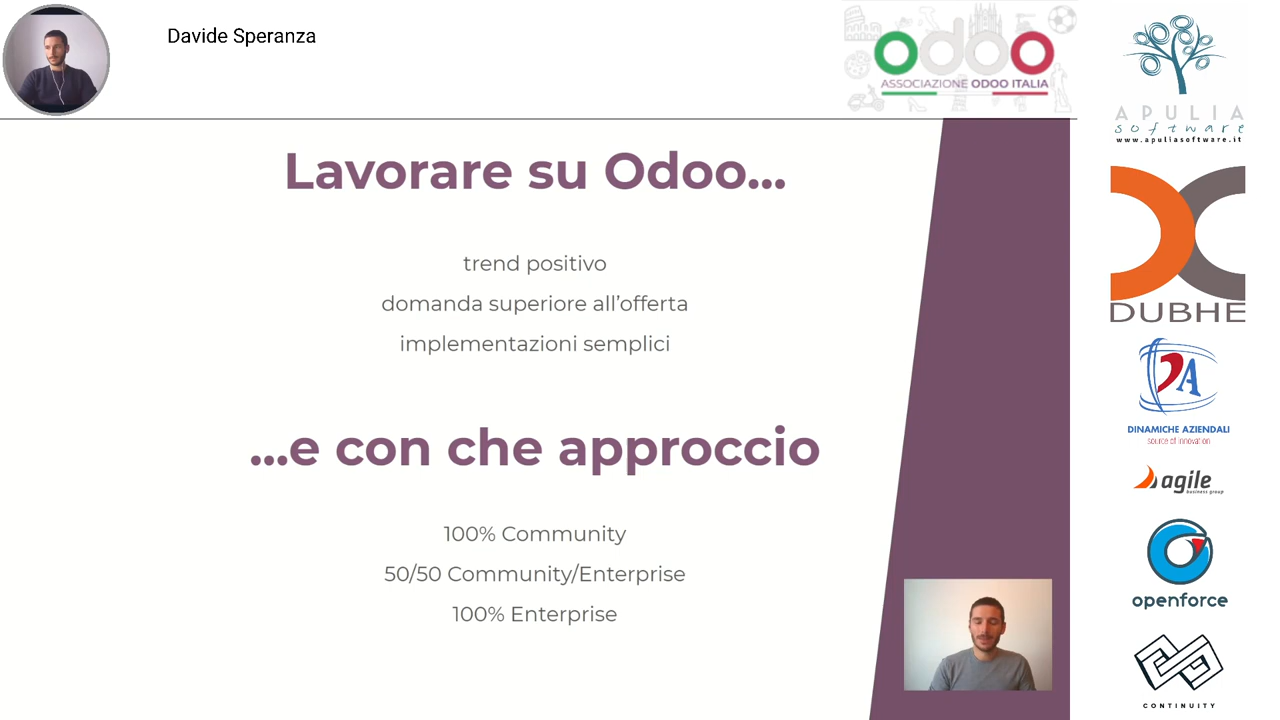 Davide Speranza
odoo
ASSOCIAZIONE ODOO ITALIA
Lavorare su Odoo...
trend positivo
domanda superiore all’offerta
implementazioni semplici
...e con che approccio
100% Community
50/50 Community/Enterprise
100% Enterprise
APULIA
software
www.apuliasoftware.it
DUBHE
DA
DINAMICHE AZIENDALI
source of innovation
agile
business group
openforce
CONTINUITY